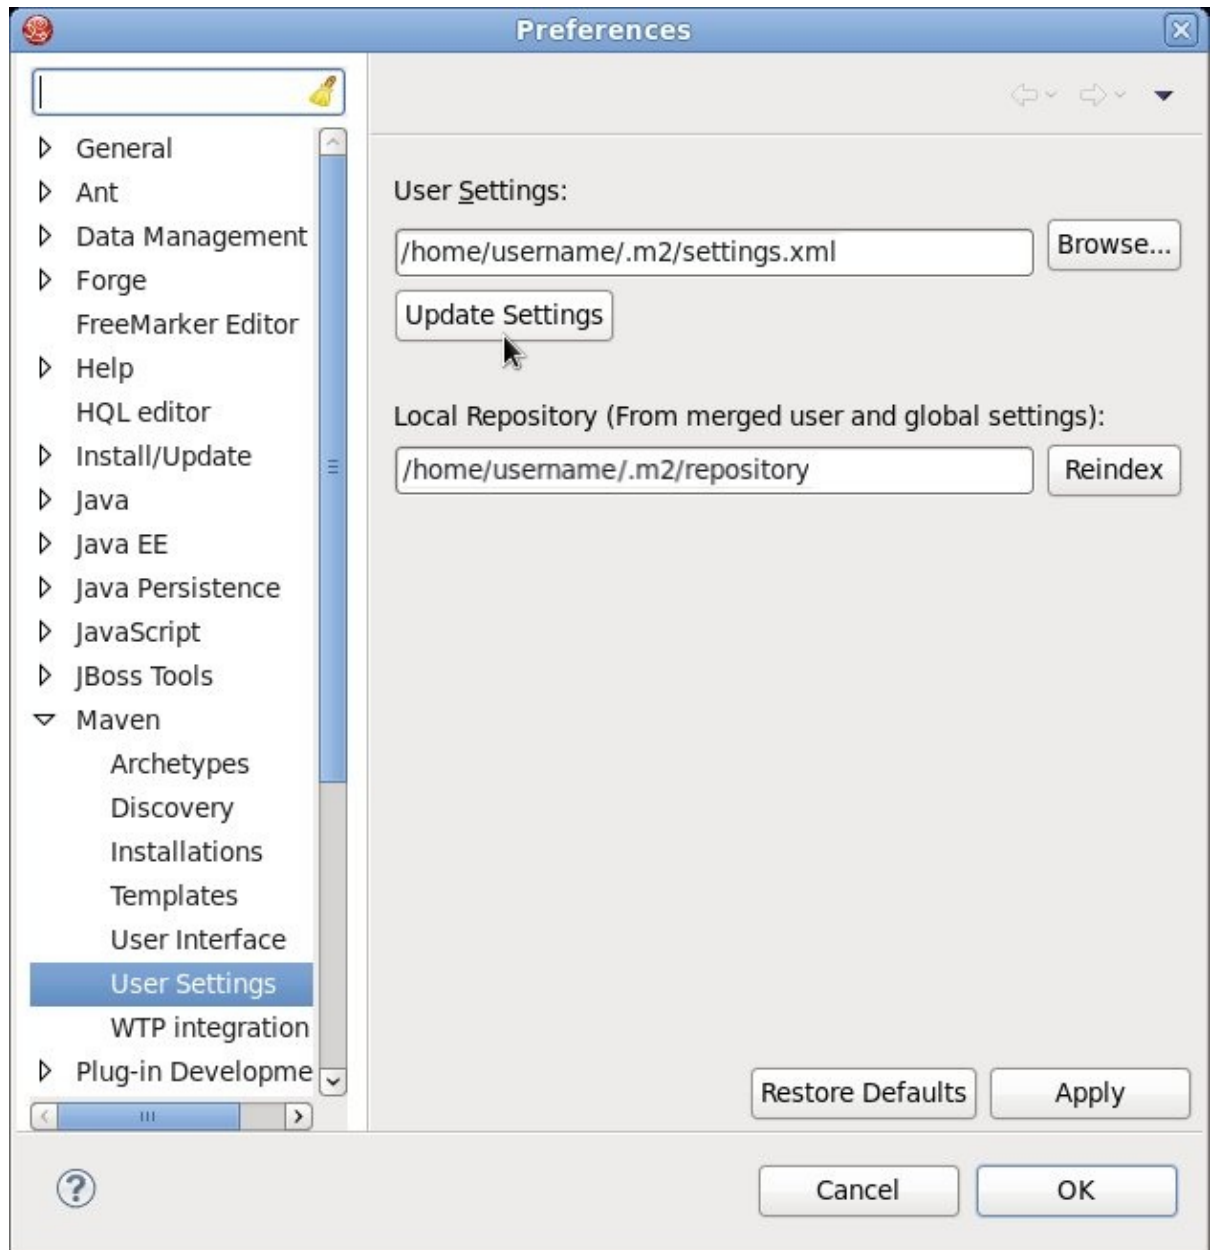 Preferences
General
Ant
Data Management
Forge
FreeMarker Editor
Help
HQL editor
Install/Update
Java
Java EE
Java Persistence
JavaScript
JBoss Tools
Maven
Archetypes
Discovery
Installations
Templates
User Interface
User Settings
WTP integration
Plug-in Developme
User Settings:
/home/username/.m2/settings.xml
Browse...
Update Settings
Local Repository (From merged user and global settings):
/home/username/.m2/repository
Reindex
Restore Defaults
Apply
?
Cancel
OK